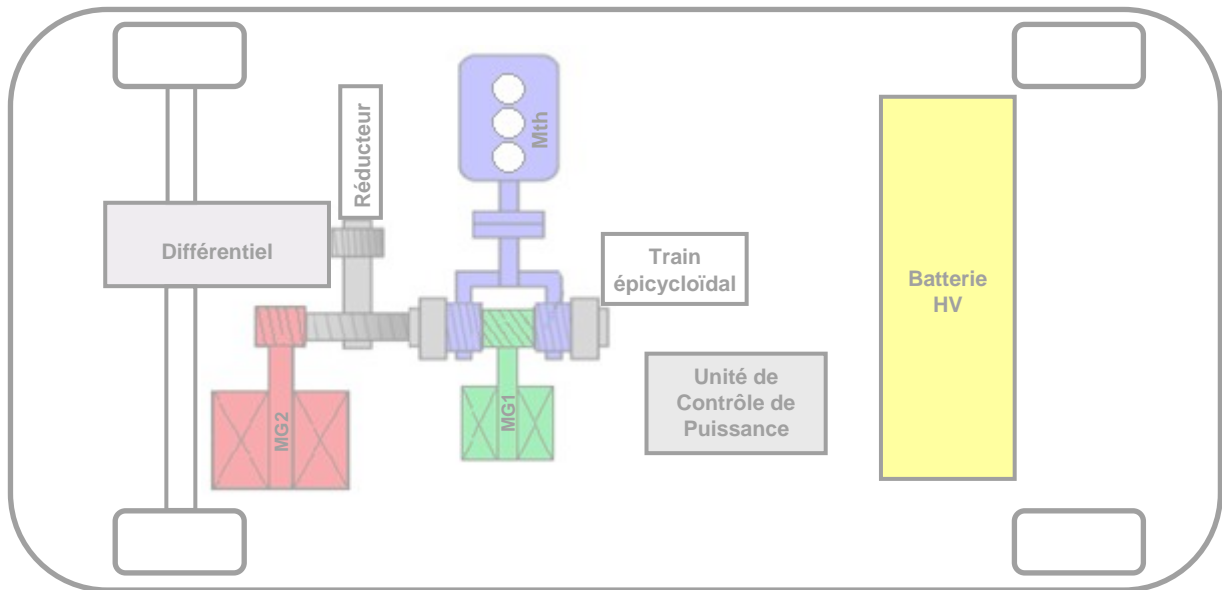 Réducteur
Mth
Différentiel
Train
épicycloïdal
Batterie
HV
MG2
MG1
Unité de
Contrôle de
Puissance